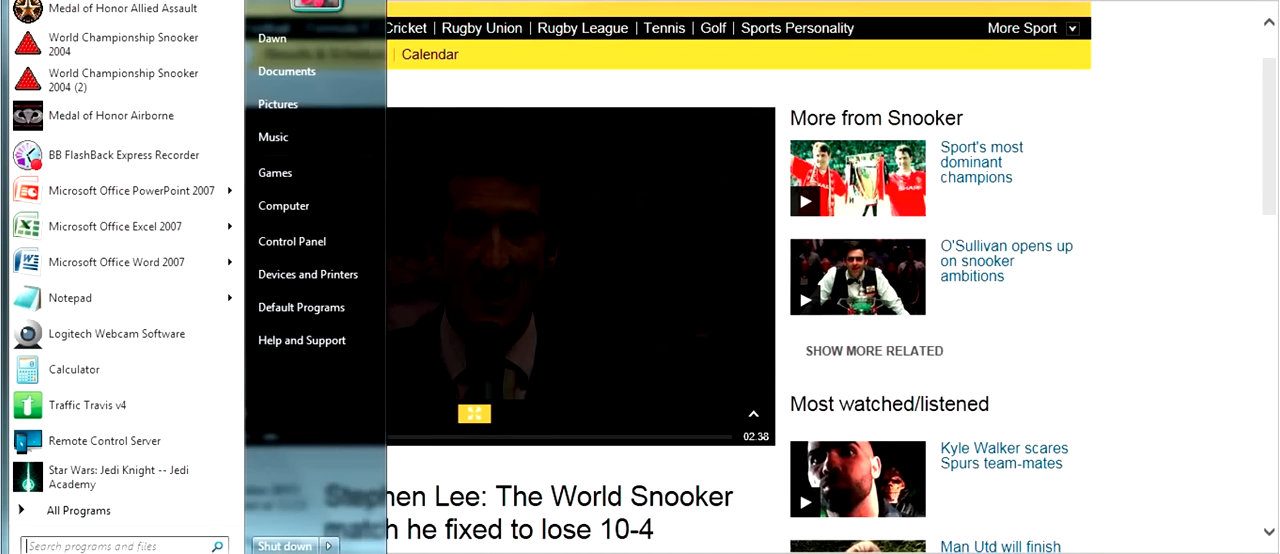 Medal of Honor Allied Assault
World Championship Snooker
2004
World Championship Snooker
2004 (2)
Medal of Honor Airborne
BB FlashBack Express Recorder
Microsoft Office PowerPoint 2007
Microsoft Office Excel 2007
Microsoft Office Word 2007
Notepad
Logitech Webcam Software
Calculator
Traffic Travis v4
Remote Control Server
Star Wars: Jedi Knight -- Jedi
Academy
All Programs
Search programs and files
Dawn
Documents
Pictures
Music
Games
Computer
Control Panel
Devices and Printers
Default Programs
Help and Support
Shut down
Cricket | Rugby Union | Rugby League | Tennis | Golf | Sports Personality
More Sport
Calendar
02.38
Stephen Lee: The World Snooker
match he fixed to lose 10-4
More from Snooker
Sport's most
dominant
champions
O'Sullivan opens up
on snooker
ambitions
SHOW MORE RELATED
Most watched/listened
Kyle Walker scares
Spurs team-mates
Man Utd will finish